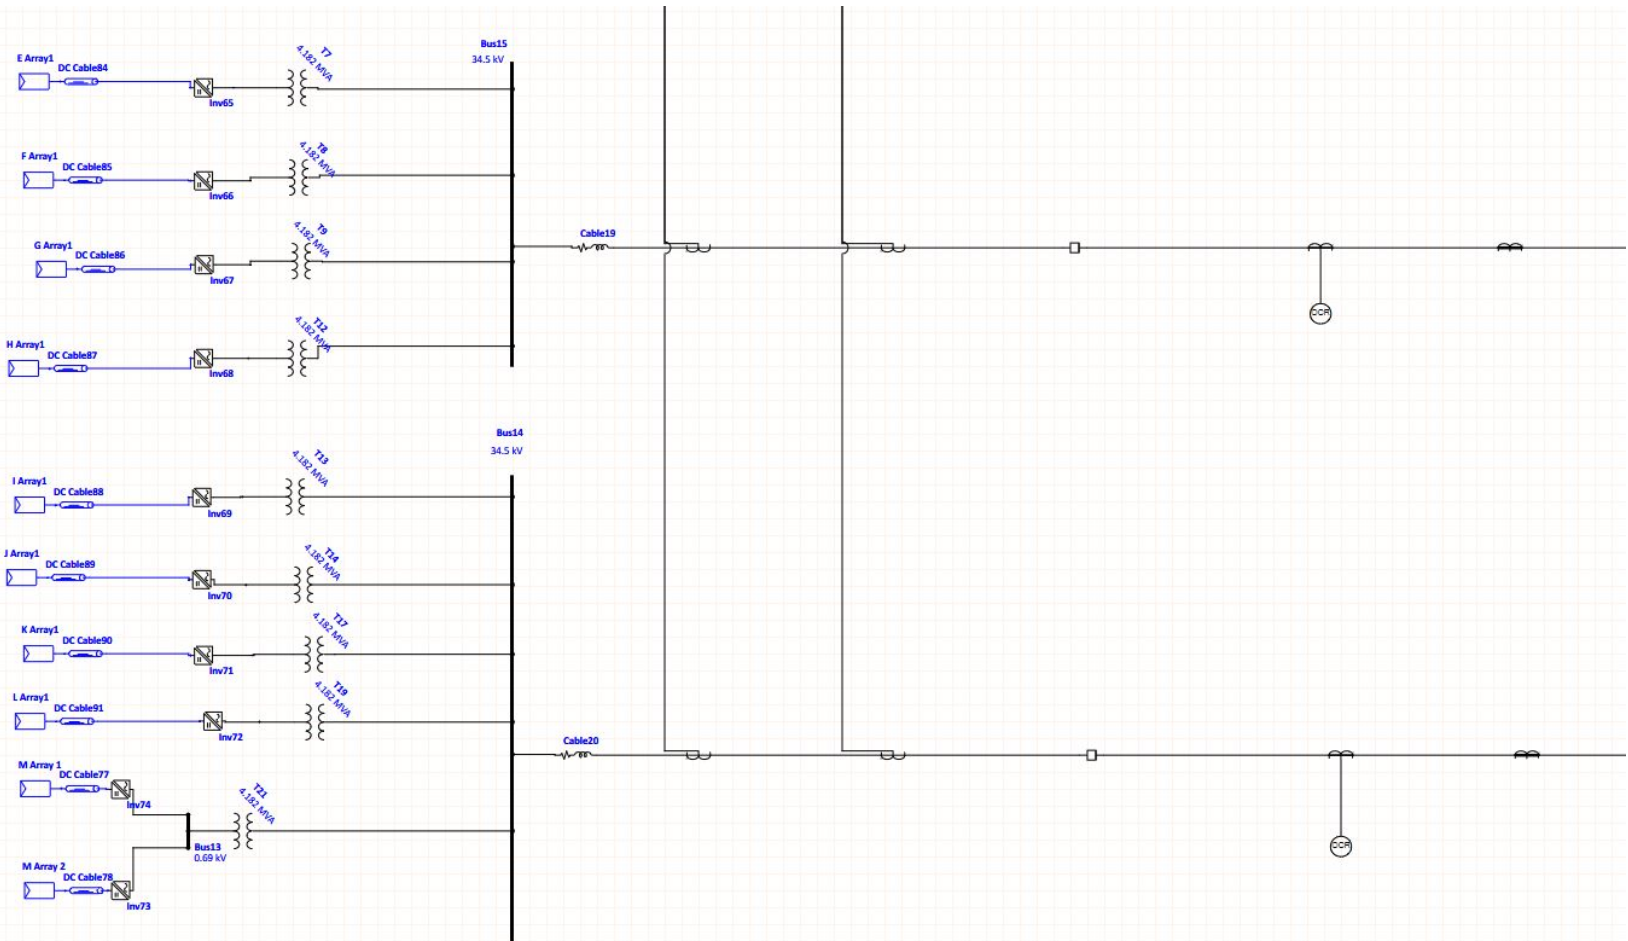 Bus15
34.5 kV
E Array1
DC Cable84
Inv65
T7
4.182 MVA
F Array1
DC Cable85
Inv66
T8
4.182 MVA
G Array1
DC Cable86
Inv67
T9
4.182 MVA
Cable19
OCR
H Array1
DC Cable87
Inv68
T12
4.182 MVA
Bus14
34.5 kV
I Array1
DC Cable88
Inv69
T13
4.182 MVA
J Array1
DC Cable89
Inv70
T14
4.182 MVA
K Array1
DC Cable90
Inv71
T17
4.182 MVA
L Array1
DC Cable91
Inv72
T19
4.182 MVA
Cable20
OCR
M Array 1
DC Cable77
Inv74
T21
4.182 MVA
Bus13
0.69 kV
M Array 2
DC Cable78
Inv73